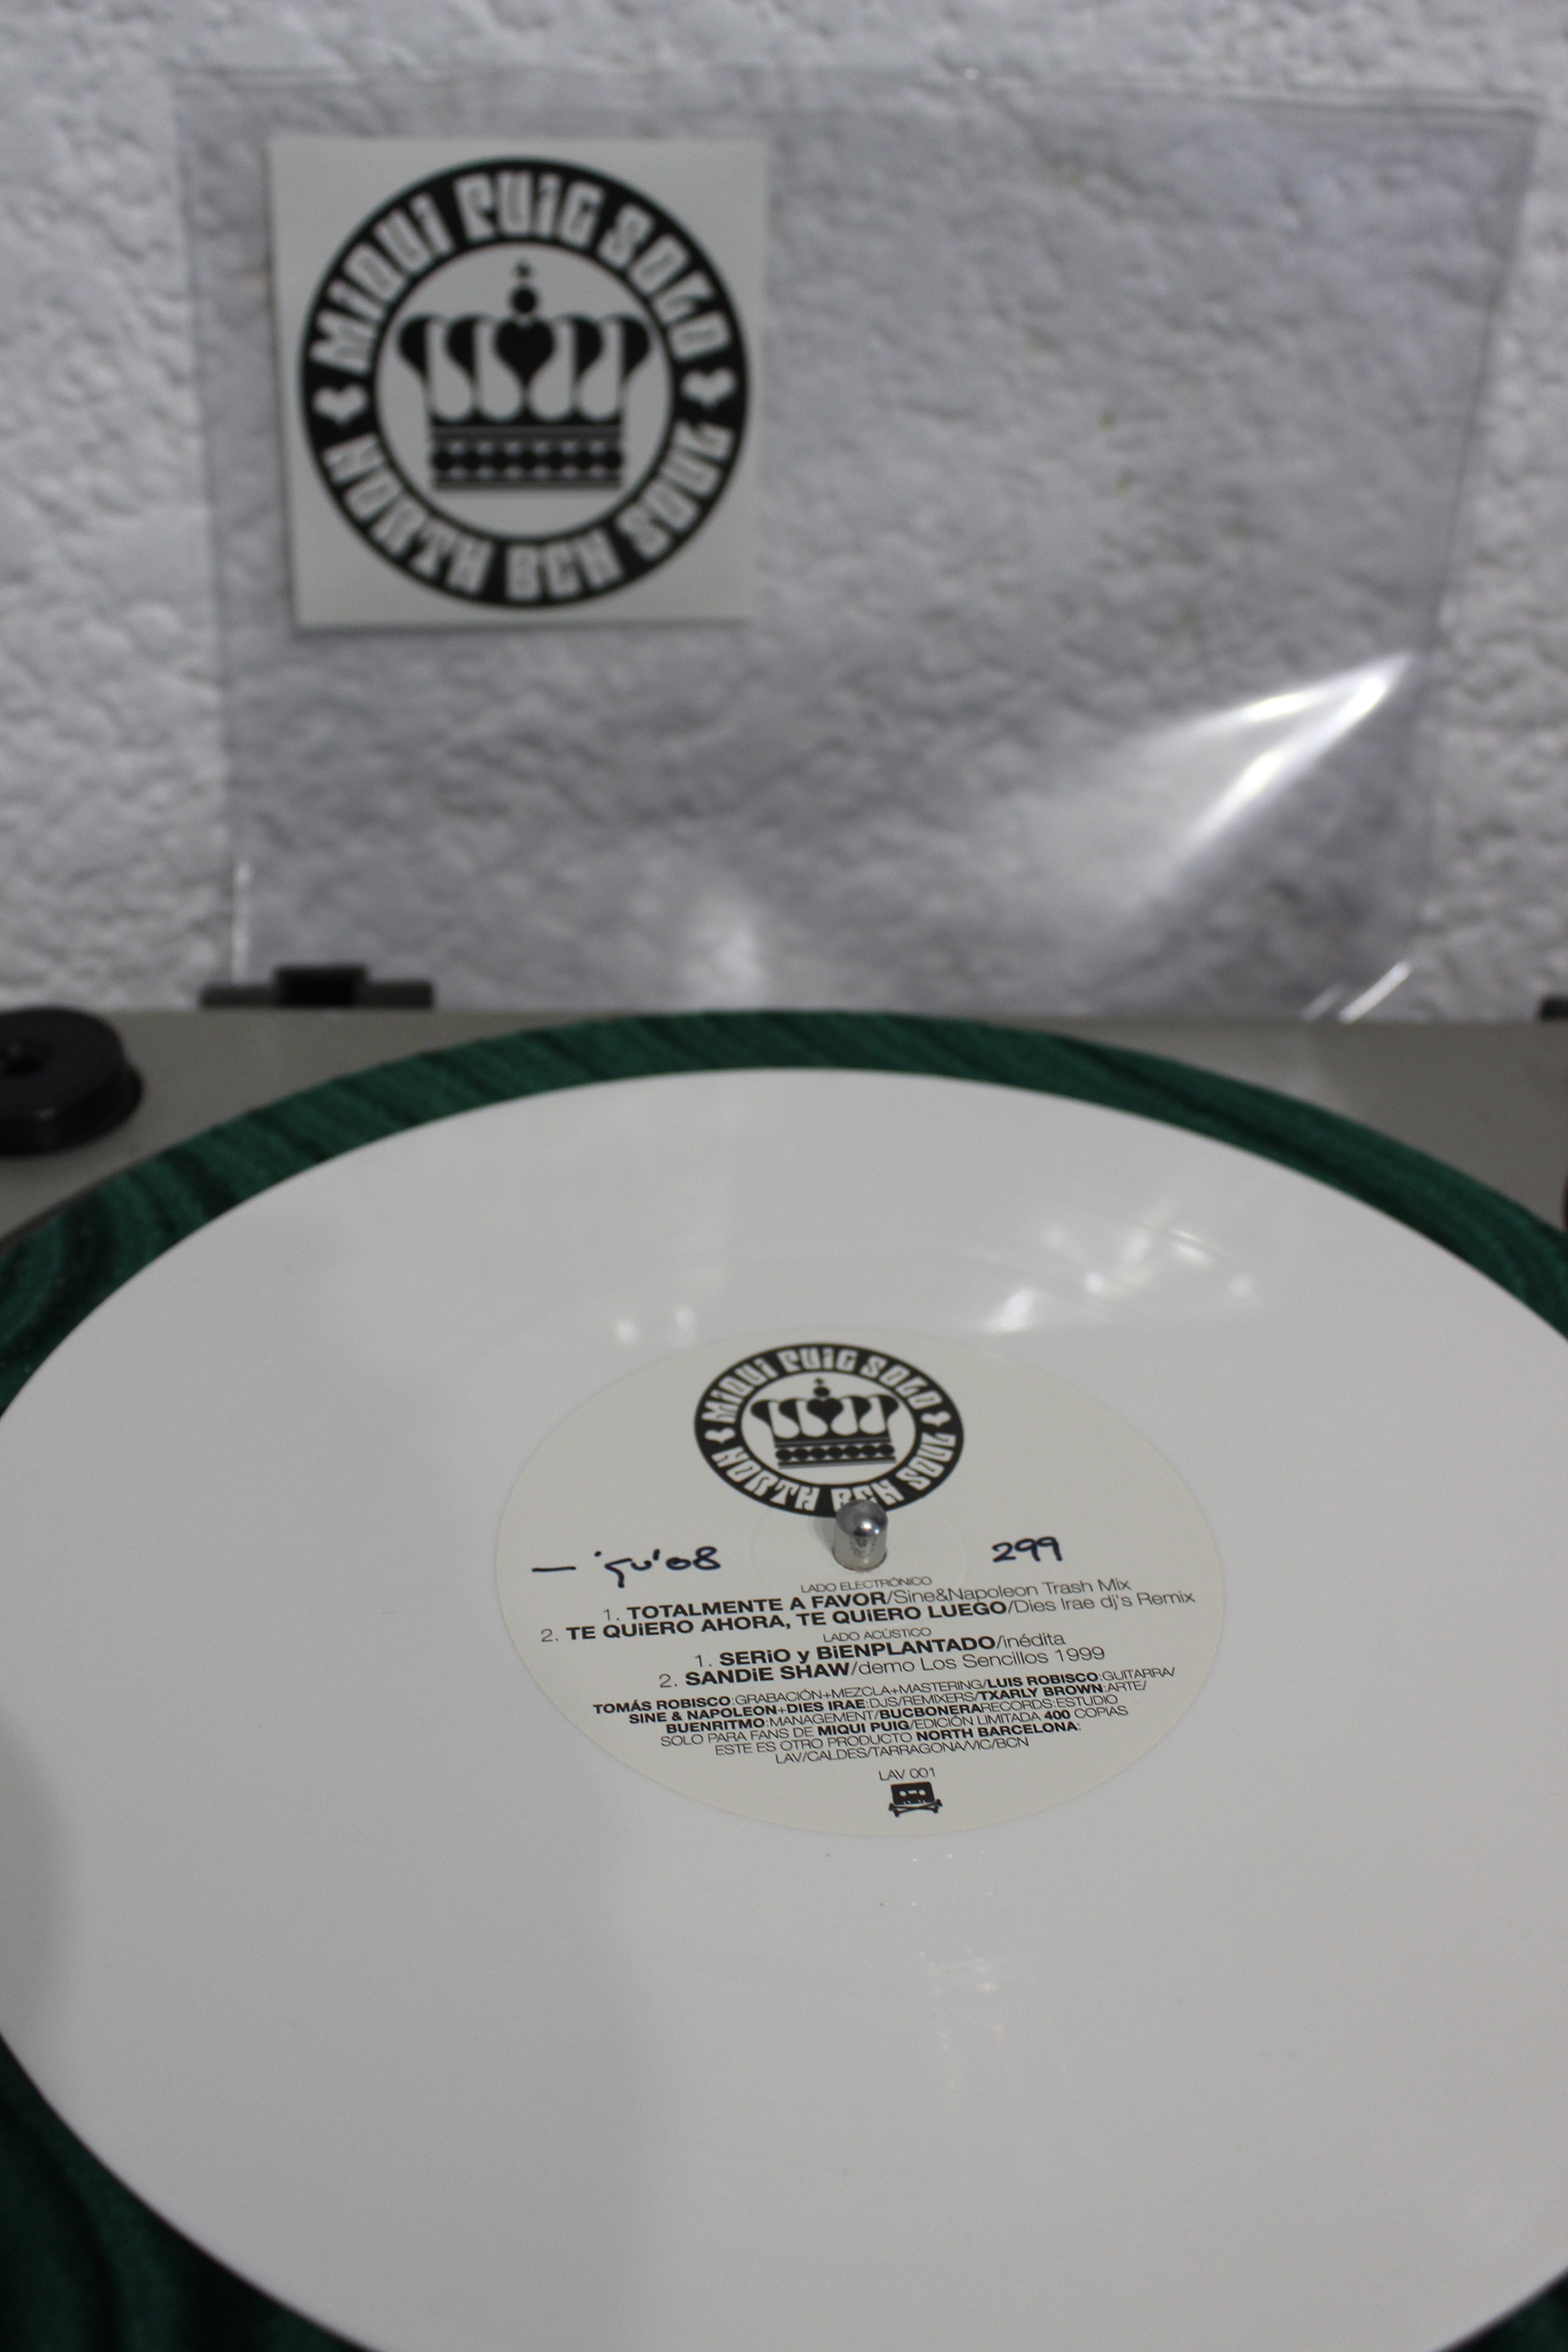 MiQUi PUiG SOLO
NORTH BCN SOUL
MiQUi PUiG SOLO
NORTH BCN SOUL
'08
299
LADO ELECTRÓNICO
1. TOTALMENTE A FAVOR/Sine&Napoleon Trash Mix
2. TE QUiERO AHORA, TE QUiERO LUEGO/Dies Irae dj's Remix
LADO ACÚSTICO
1. SERiO y BiENPLANTADO/inédita
2. SANDiE SHAW/demo Los Sencillos 1999
TOMÁS ROBISCO:GRABACIÓN+MEZCLA+MASTERING/LUIS ROBISCO:GUITARRA/
SINE & NAPOLEON+DIES IRAE:DJS/REMIXERS/TXARLY BROWN:ARTE/
BUENRITMO:MANAGEMENT/BUCBONERARECORDS:ESTUDIO
SOLO PARA FANS DE MIQUI PUIG/EDICIÓN LIMITADA 400 COPIAS
ESTE ES OTRO PRODUCTO NORTH BARCELONA:
LAV/CALDES/TARRAGONA/VIC/BCN
LAV 001